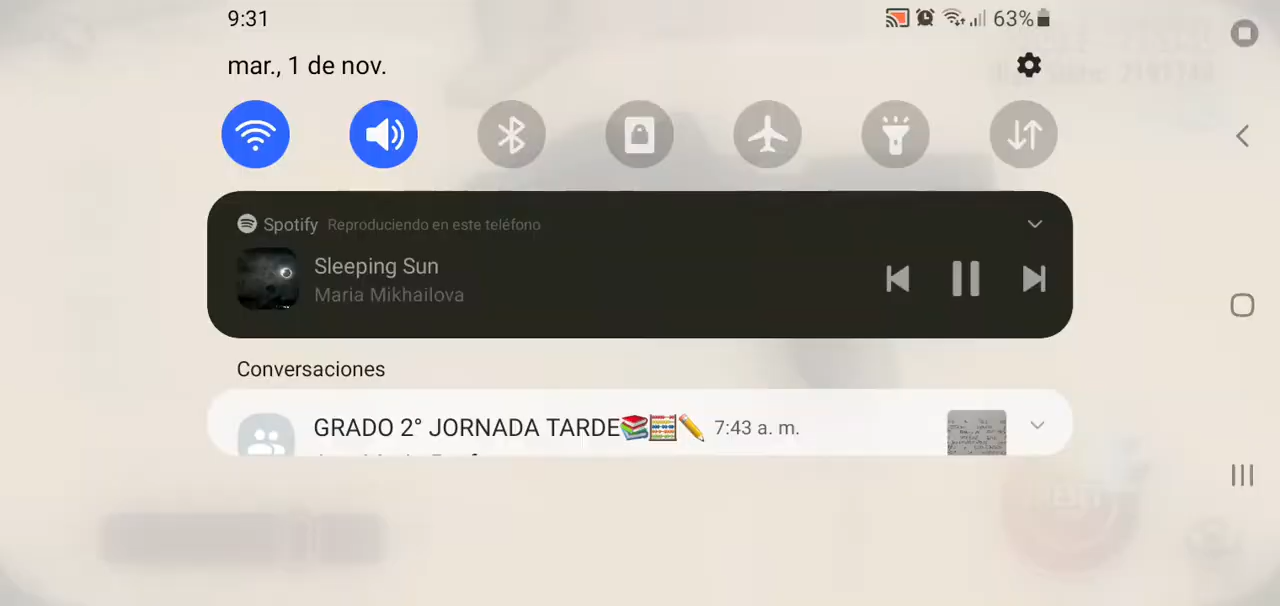 9:31
63%
mar., 1 de nov.
Spotify Reproduciendo en este teléfono
Sleeping Sun
Maria Mikhailova
Conversaciones
GRADO 2° JORNADA TARDE📚🧮✏️ 7:43 a. m.